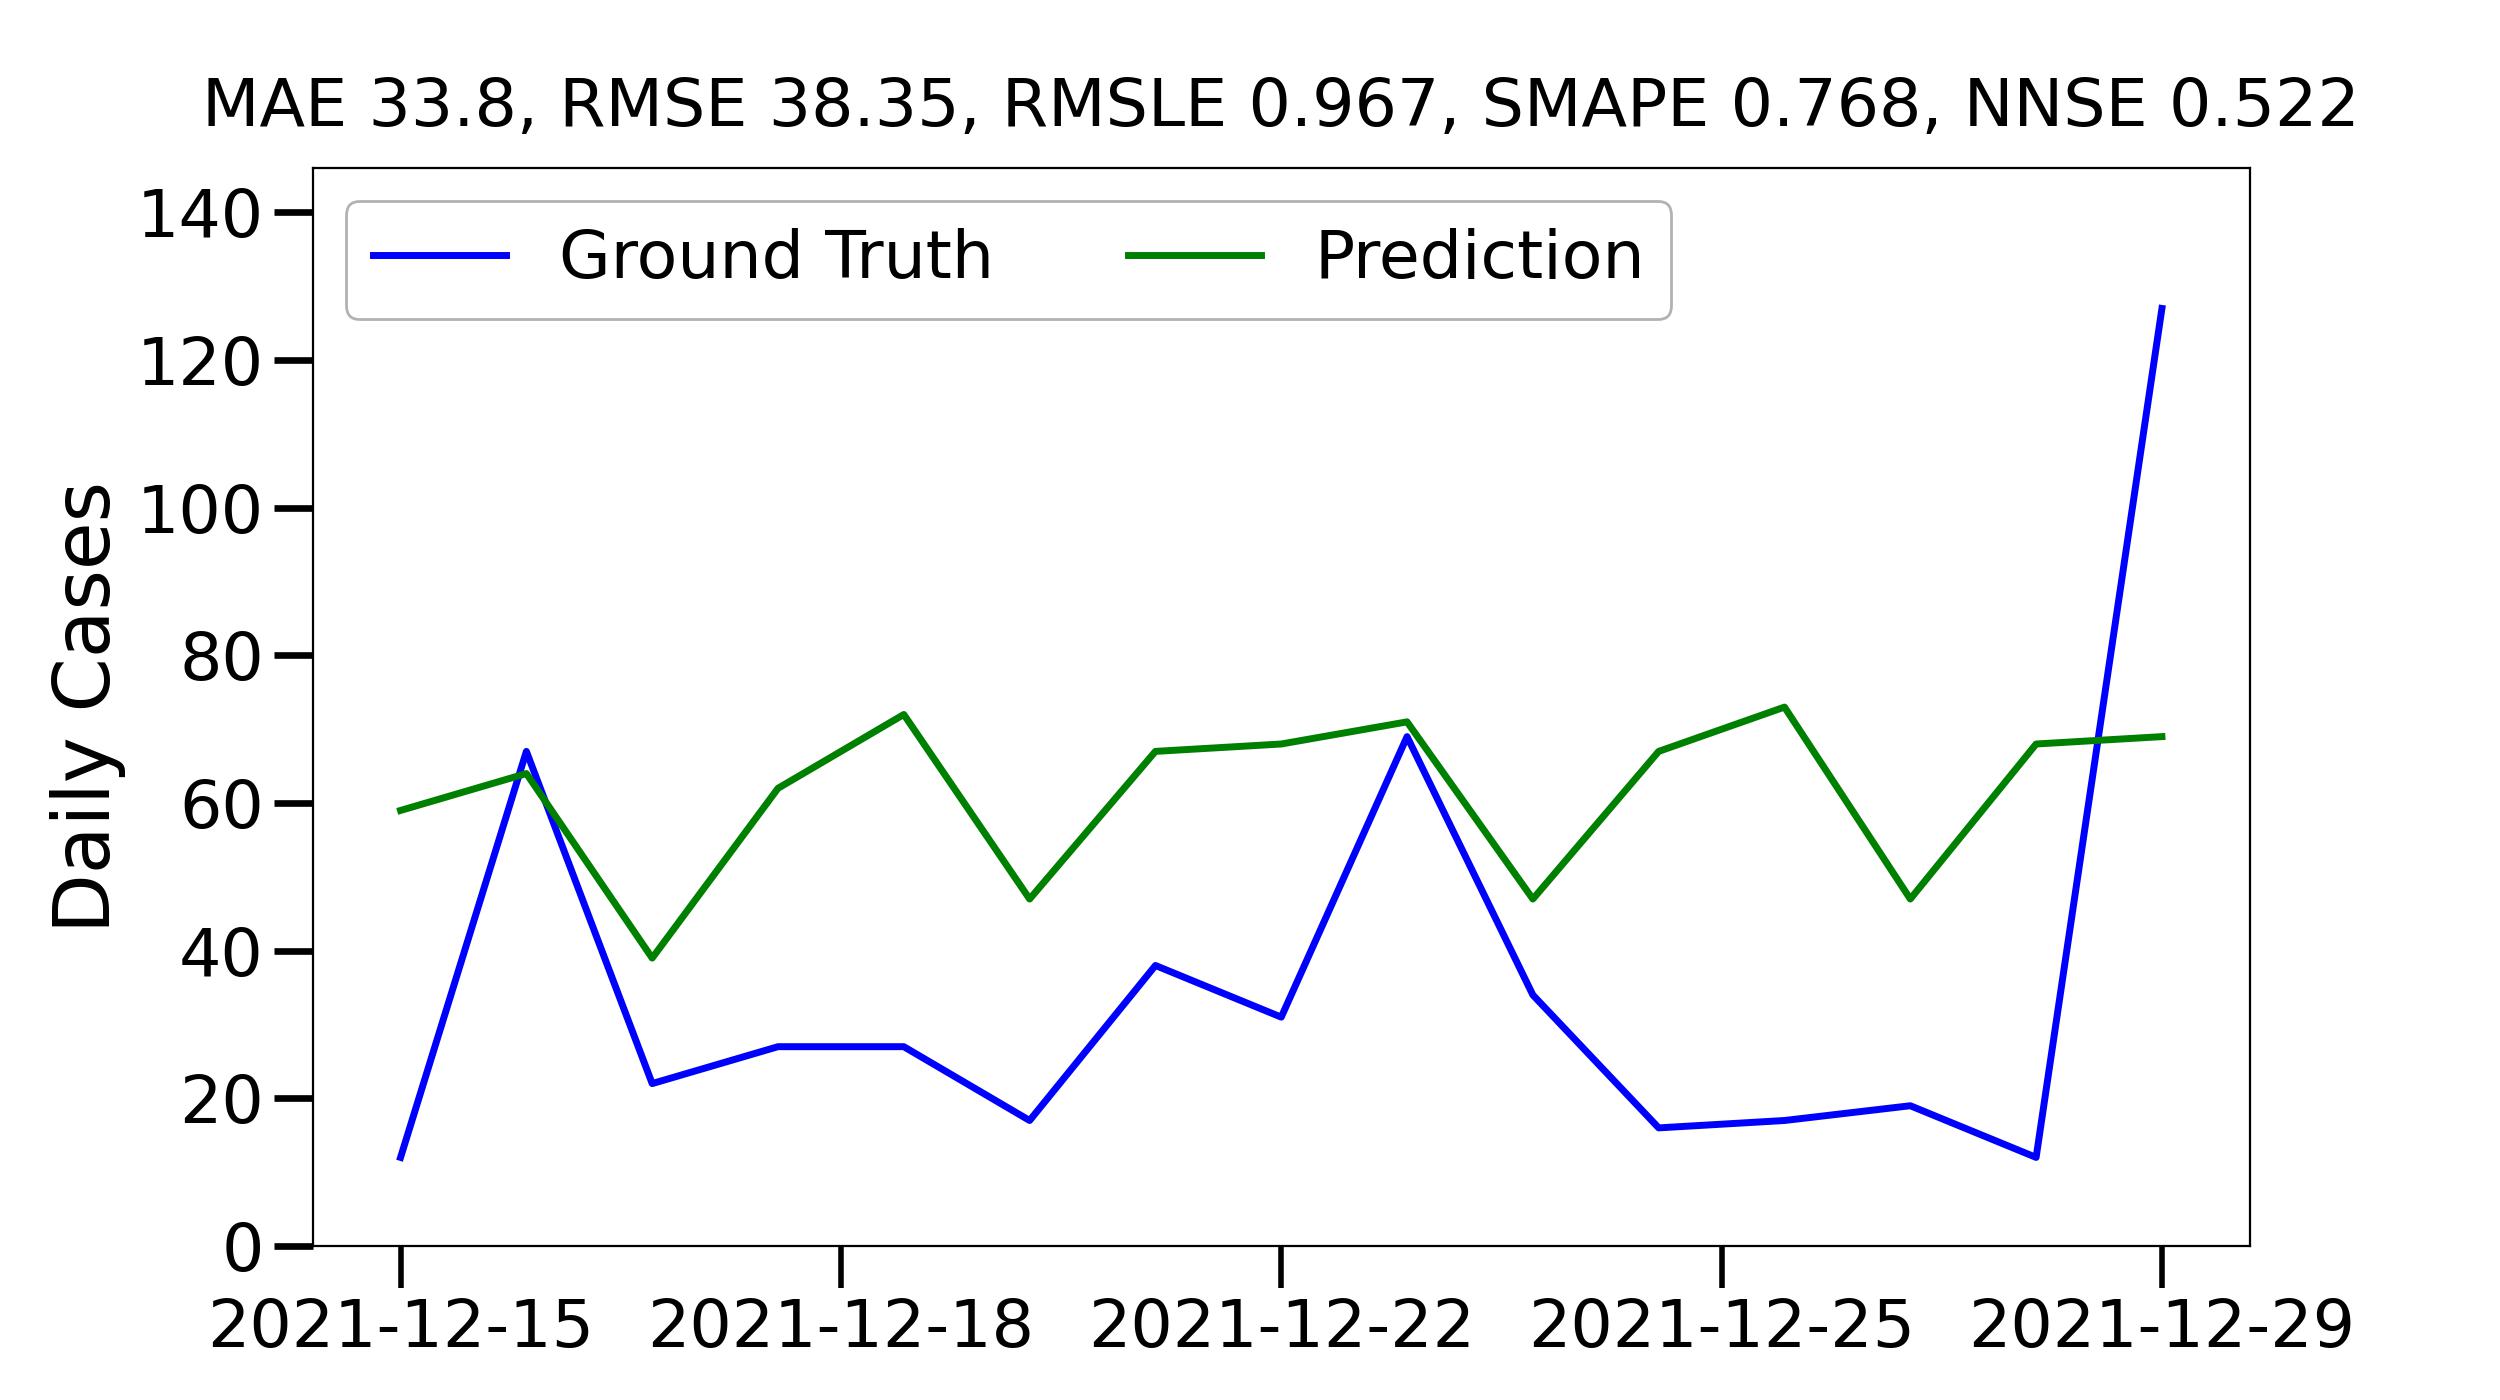 MAE 33.8, RMSE 38.35, RMSLE 0.967, SMAPE 0.768, NNSE 0.522
Ground Truth Prediction
Daily Cases
140
120
100
80
60
40
20
0
2021-12-15 2021-12-18 2021-12-22 2021-12-25 2021-12-29